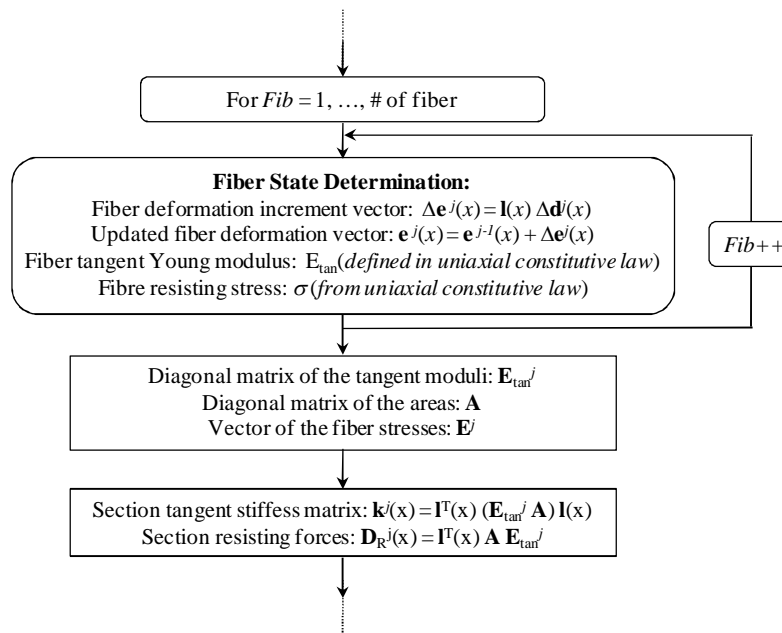 For Fib = 1, …, # of fiber
Fiber State Determination:
Fiber deformation increment vector: Δe^j(x) = l(x) Δd^j(x)
Updated fiber deformation vector: e^j(x) = e^j-1(x) + Δe^j(x)
Fiber tangent Young modulus: E_tan(defined in uniaxial constitutive law)
Fibre resisting stress: σ(from uniaxial constitutive law)
Fib++
Diagonal matrix of the tangent moduli: E_tan^j
Diagonal matrix of the areas: A
Vector of the fiber stresses: E^j
Section tangent stiffess matrix: k^j(x) = l^T(x) (E_tan^j A) l(x)
Section resisting forces: D_R^j(x) = l^T(x) A E_tan^j